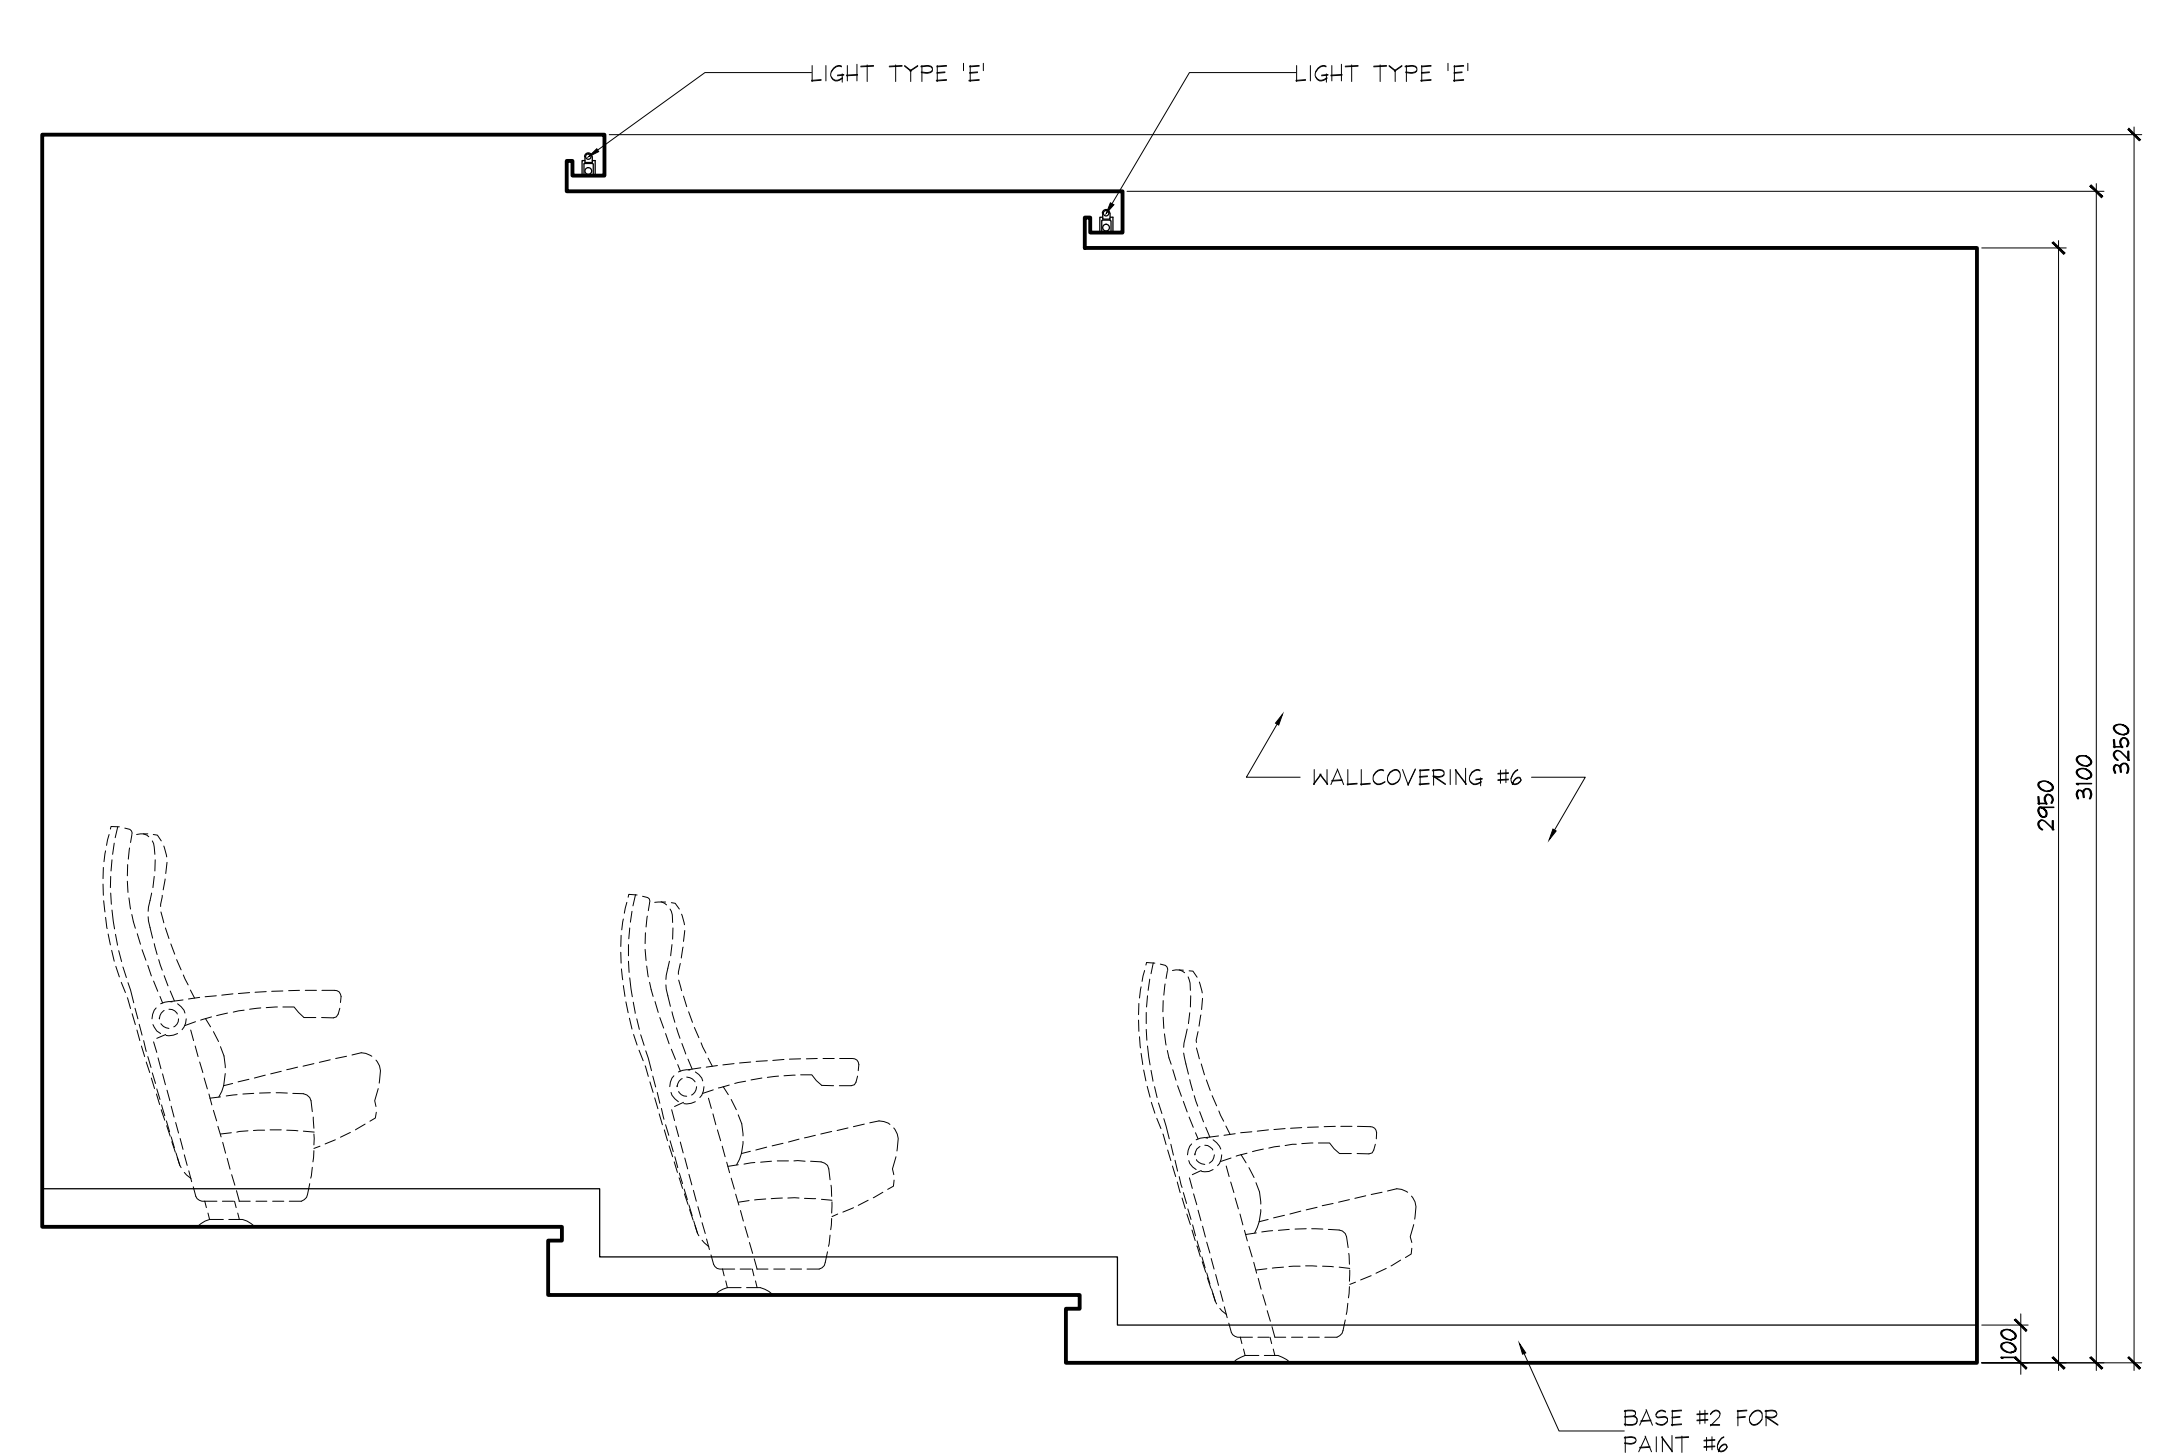 LIGHT TYPE 'E'
LIGHT TYPE 'E'
WALLCOVERING #6
2950
3100
3250
100
BASE #2 FOR
PAINT #6